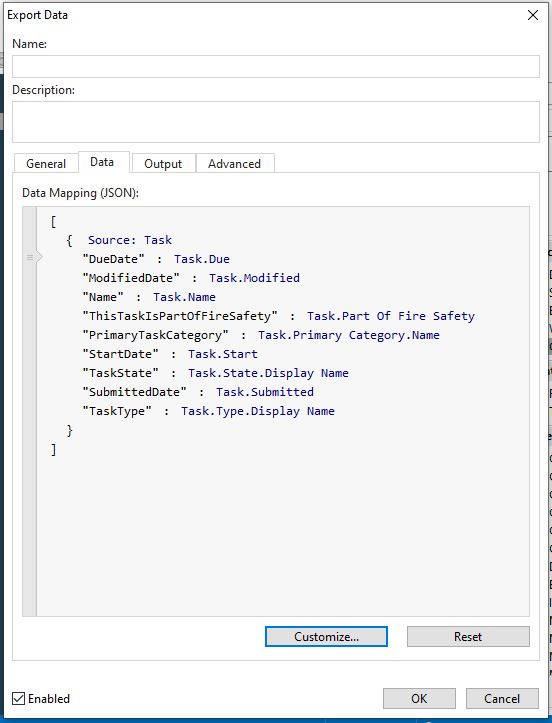 Export Data
Name:
Description:
General Data Output Advanced
Data Mapping (JSON):
[
{ Source: Task
"DueDate" : Task.Due
"ModifiedDate" : Task.Modified
"Name" : Task.Name
"ThisTaskIsPartOfFireSafety" : Task.Part Of Fire Safety
"PrimaryTaskCategory" : Task.Primary Category.Name
"StartDate" : Task.Start
"TaskState" : Task.State.Display Name
"SubmittedDate" : Task.Submitted
"TaskType" : Task.Type.Display Name
}
]
Customize... Reset
Enabled OK Cancel